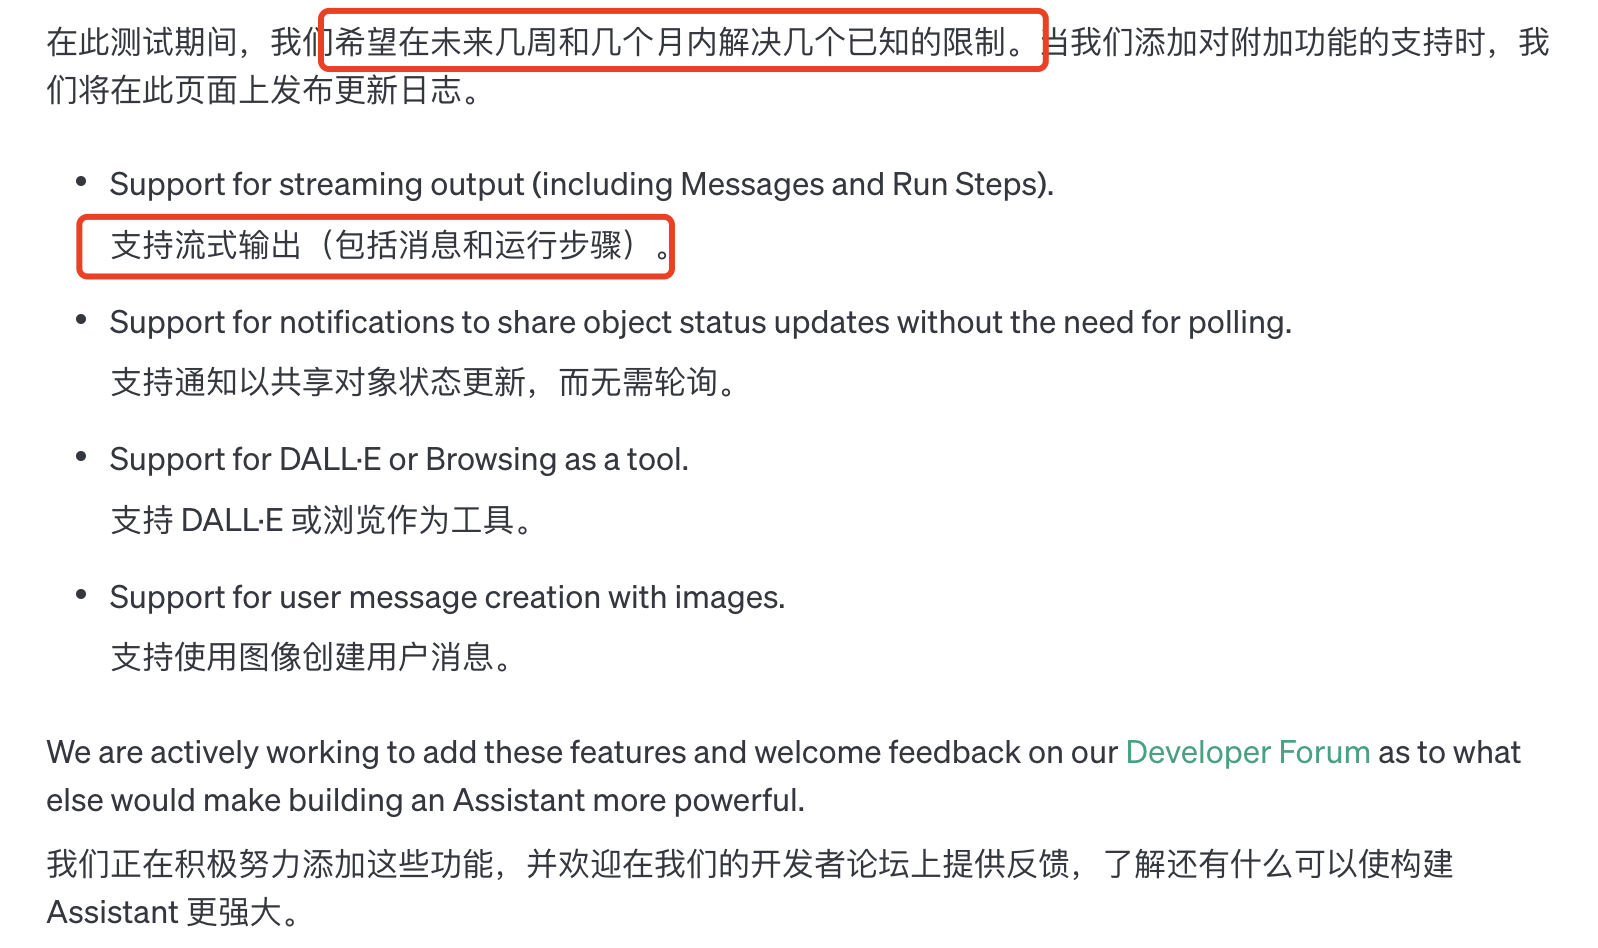 在此测试期间，我们希望在未来几周和几个月内解决几个已知的限制。当我们添加对附加功能的支持时，我
们将在此页面上发布更新日志。
• Support for streaming output (including Messages and Run Steps).
支持流式输出（包括消息和运行步骤）。
• Support for notifications to share object status updates without the need for polling.
支持通知以共享对象状态更新，而无需轮询。
• Support for DALL·E or Browsing as a tool.
支持 DALL·E 或浏览作为工具。
• Support for user message creation with images.
支持使用图像创建用户消息。
We are actively working to add these features and welcome feedback on our Developer Forum as to what
else would make building an Assistant more powerful.
我们正在积极努力添加这些功能，并欢迎在我们的开发者论坛上提供反馈，了解还有什么可以使构建
Assistant 更强大。